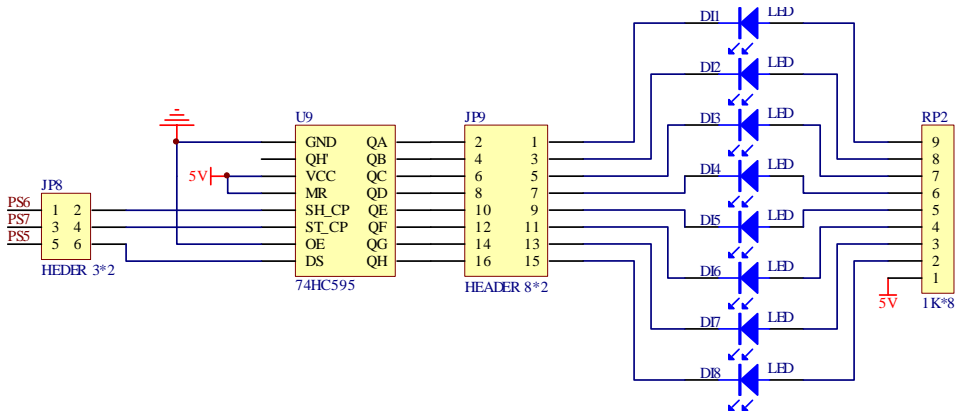 DI1 LED
DI2 LED
DI3 LED
DI4 LED
DI5 LED
DI6 LED
DI7 LED
DI8 LED
U9
GND QA
QH' QB
VCC QC
MR QD
SH_CP QE
ST_CP QF
OE QG
DS QH
74HC595
5V
JP9
2 1
4 3
6 5
8 7
10 9
12 11
14 13
16 15
HEADER 8*2
JP8
PS6 1 2
PS7 3 4
PS5 5 6
HEDER 3*2
RP2
9
8
7
6
5
4
3
2
1
5V
1K*8